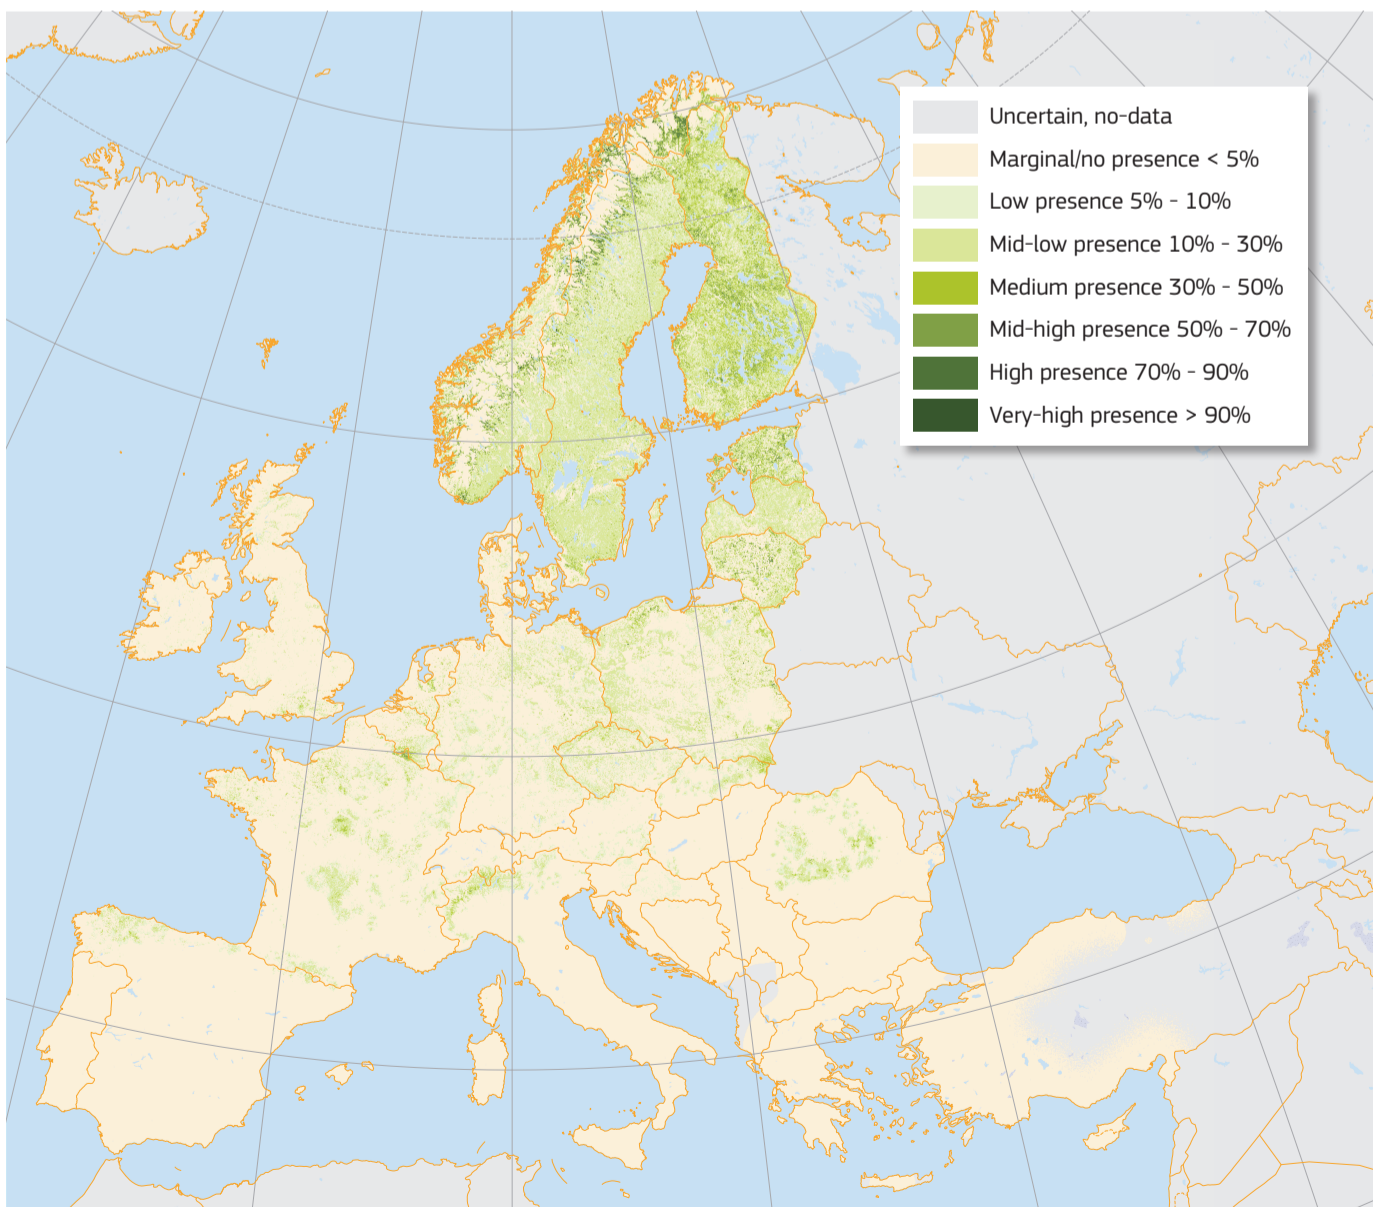 Uncertain, no-data
Marginal/no presence < 5%
Low presence 5% - 10%
Mid-low presence 10% - 30%
Medium presence 30% - 50%
Mid-high presence 50% - 70%
High presence 70% - 90%
Very-high presence > 90%